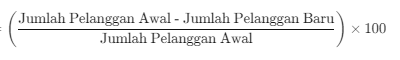 = (Jumlah Pelanggan Awal - Jumlah Pelanggan Baru
Jumlah Pelanggan Awal) × 100